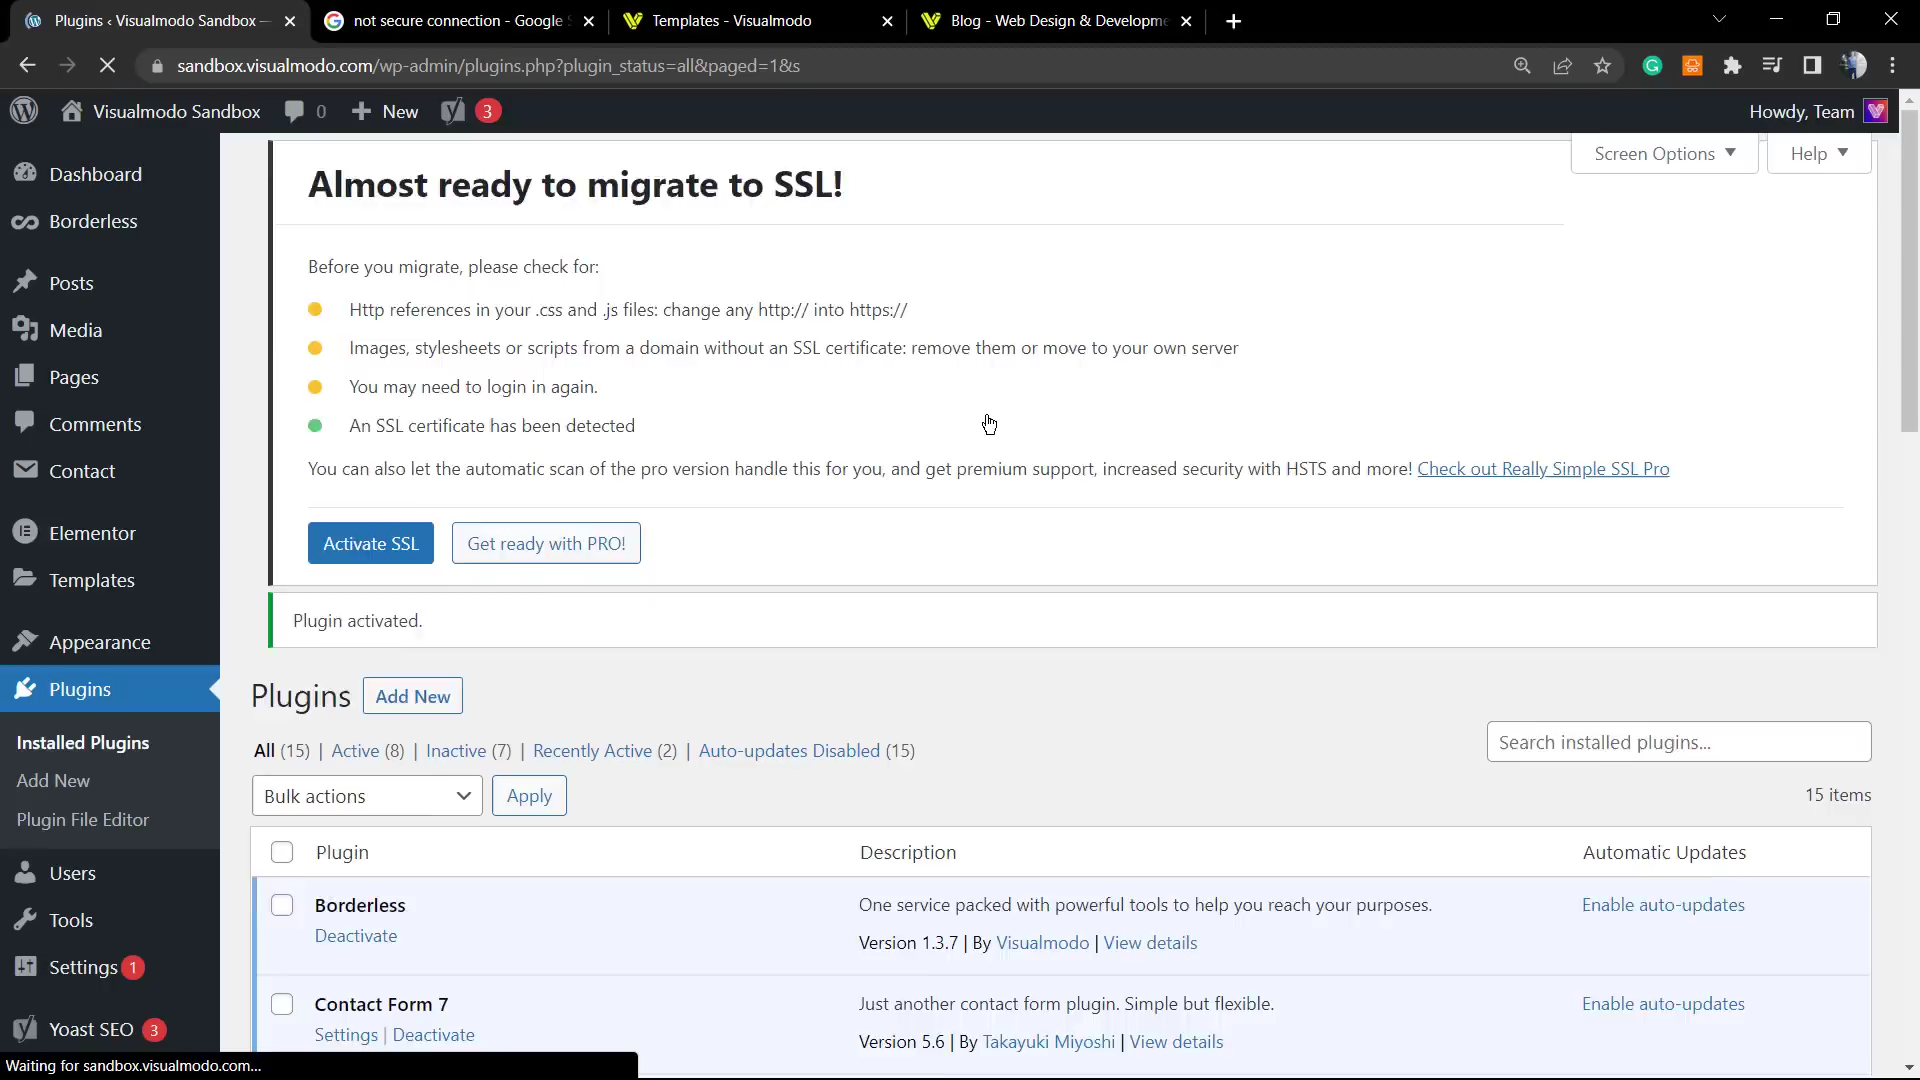 Plugins ‹ Visualmodo Sandbox —
not secure connection - Google S
Templates - Visualmodo
Blog - Web Design & Developme
sandbox.visualmodo.com/wp-admin/plugins.php?plugin_status=all&paged=1&s
Visualmodo Sandbox
0
New
3
Howdy, Team
Screen Options
Help
Dashboard
Borderless
Posts
Media
Pages
Comments
Contact
Elementor
Templates
Appearance
Plugins
Installed Plugins
Add New
Plugin File Editor
Users
Tools
Settings 1
Yoast SEO 3
Almost ready to migrate to SSL!
Before you migrate, please check for:
Http references in your .css and .js files: change any http:// into https://
Images, stylesheets or scripts from a domain without an SSL certificate: remove them or move to your own server
You may need to login in again.
An SSL certificate has been detected
You can also let the automatic scan of the pro version handle this for you, and get premium support, increased security with HSTS and more! Check out Really Simple SSL Pro
Activate SSL
Get ready with PRO!
Plugin activated.
Plugins
Add New
All (15) | Active (8) | Inactive (7) | Recently Active (2) | Auto-updates Disabled (15)
Search installed plugins...
Bulk actions
Apply
15 items
Plugin
Description
Automatic Updates
Borderless
One service packed with powerful tools to help you reach your purposes.
Enable auto-updates
Deactivate
Version 1.3.7 | By Visualmodo | View details
Contact Form 7
Just another contact form plugin. Simple but flexible.
Enable auto-updates
Settings | Deactivate
Version 5.6 | By Takayuki Miyoshi | View details
Waiting for sandbox.visualmodo.com...